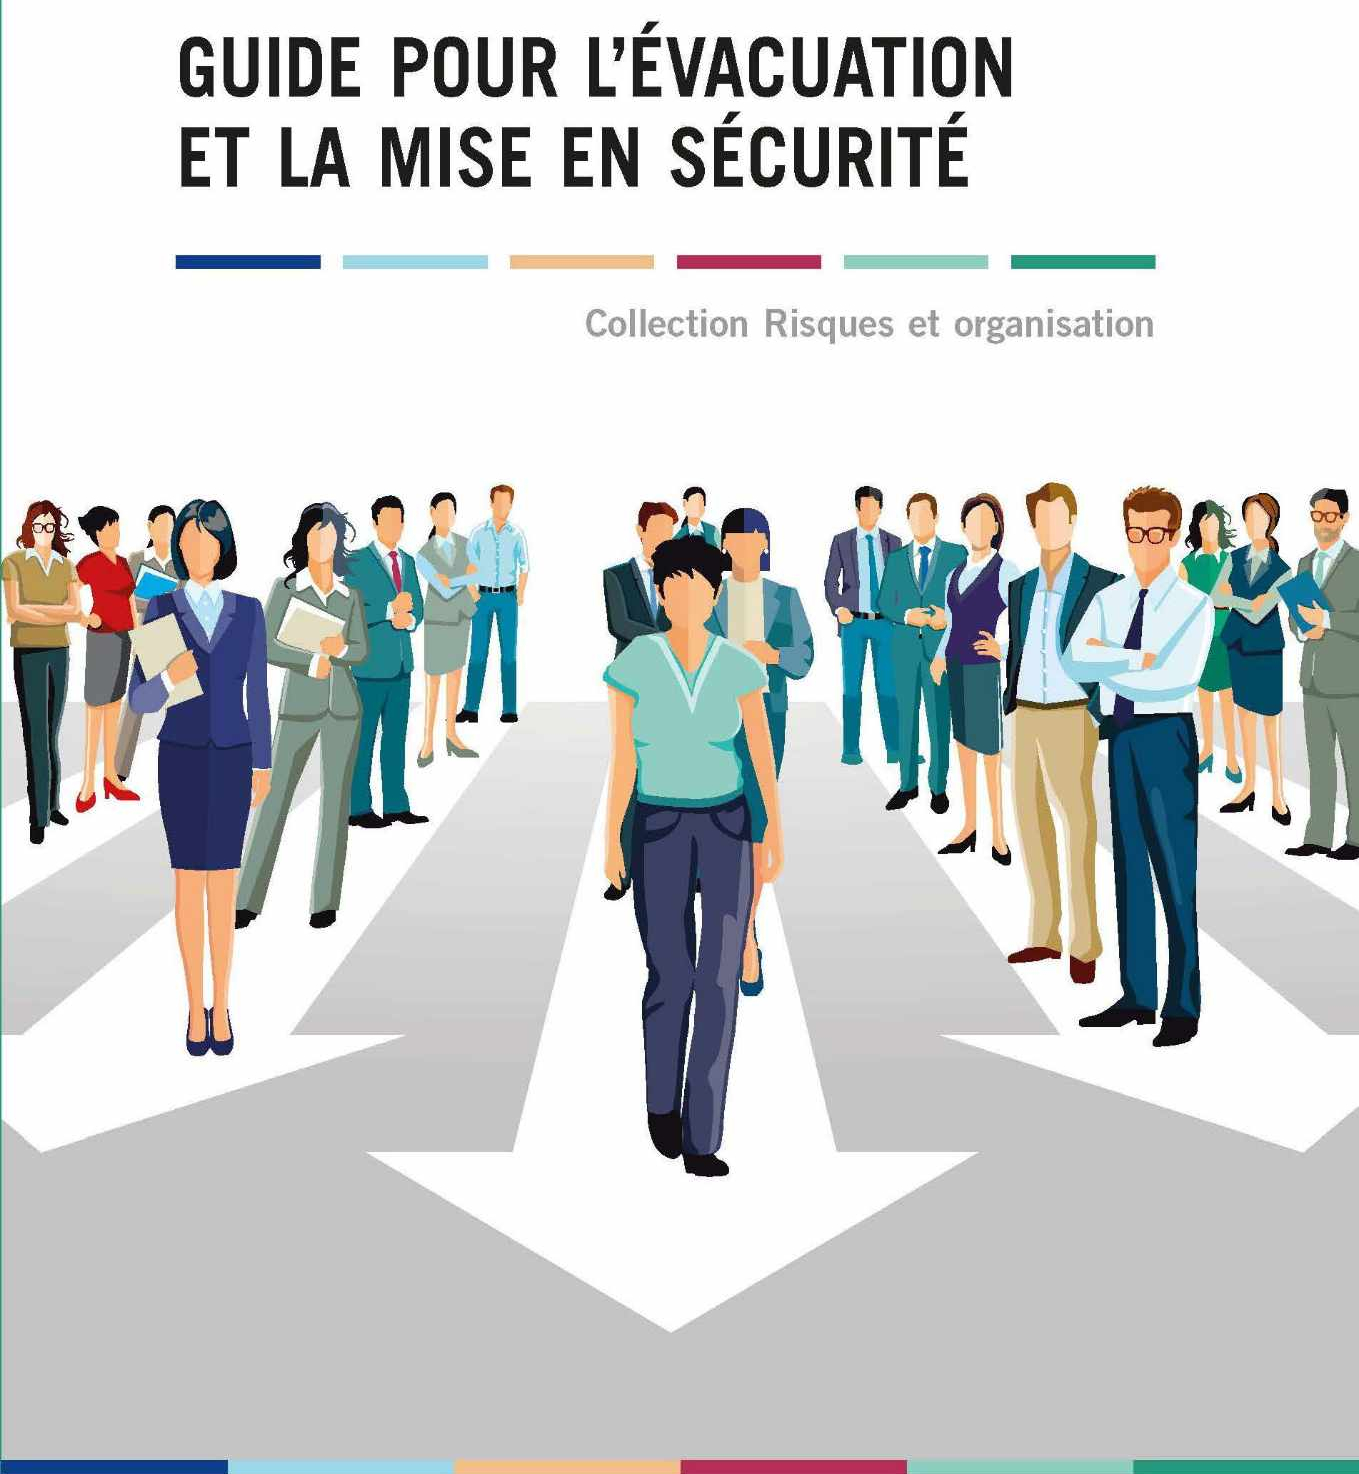 GUIDE POUR L'ÉVACUATION
ET LA MISE EN SÉCURITÉ
Collection Risques et organisation